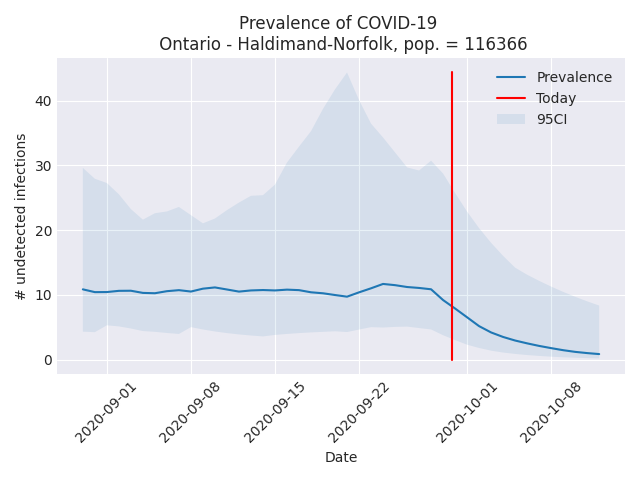 Prevalence of COVID-19
Ontario - Haldimand-Norfolk, pop. = 116366
Prevalence
Today
95CI
# undetected infections
40
30
20
10
0
2020-09-01
2020-09-08
2020-09-15
2020-09-22
2020-10-01
2020-10-08
Date